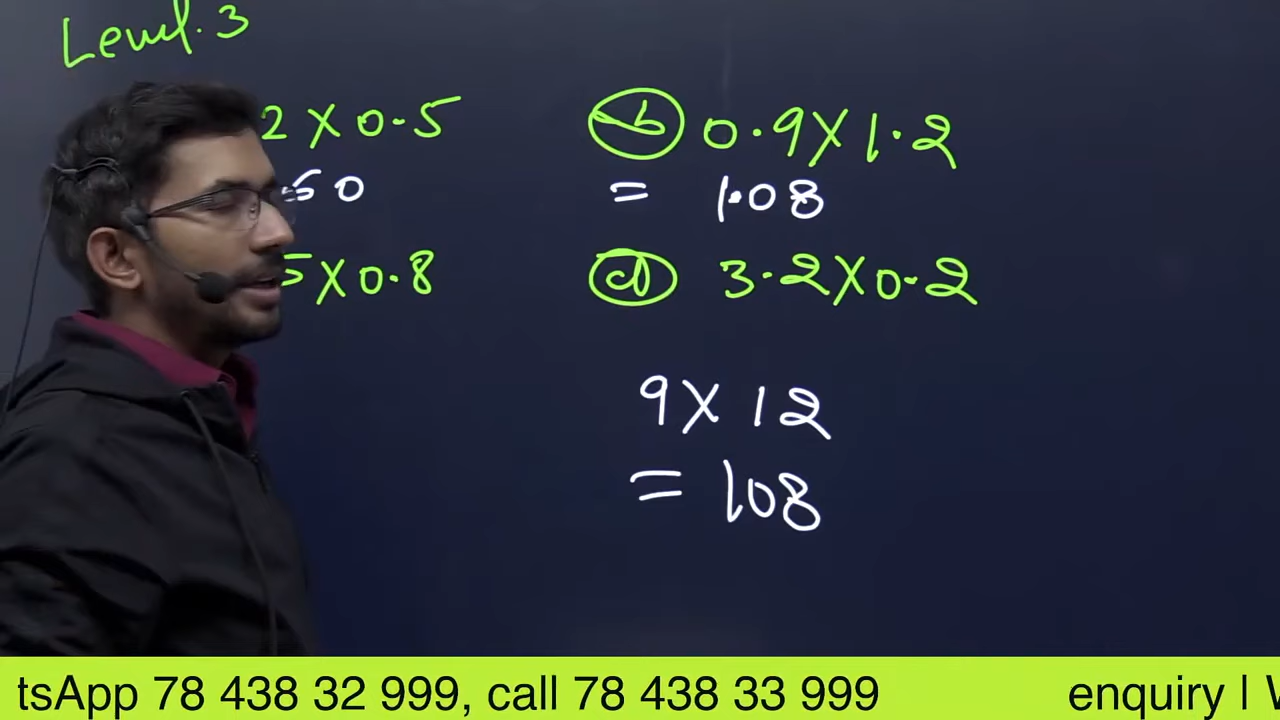 Level. 3
2 X 0.5
b 0.9 X 1.2
.60
= 1.08
5 X 0.8
d 3.2 X 0.2
9 X 12
= 108
tsApp 78 438 32 999, call 78 438 33 999 enquiry | W